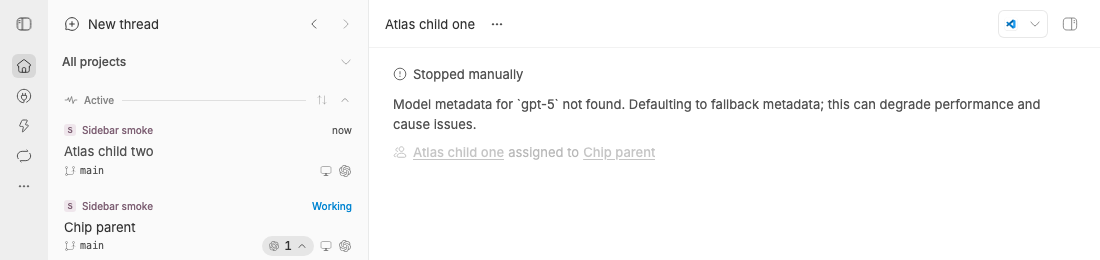 New thread
All projects
Active
S Sidebar smoke now
Atlas child two
main
S Sidebar smoke Working
Chip parent
main 1
Atlas child one ...
Stopped manually
Model metadata for `gpt-5` not found. Defaulting to fallback metadata; this can degrade performance and
cause issues.
Atlas child one assigned to Chip parent